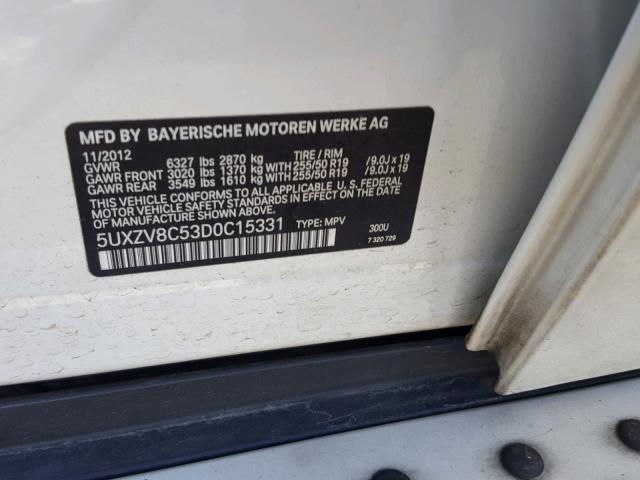 MFD BY BAYERISCHE MOTOREN WERKE AG
11/2012 TIRE / RIM
GVWR 6327 lbs 2870 kg
GAWR FRONT 3020 lbs 1370 kg WITH 255/50 R19 /9.0J x 19
GAWR REAR 3549 lbs 1610 kg WITH 255/50 R19 /9.0J x 19
THIS VEHICLE CONFORMS TO ALL APPLICABLE U.S. FEDERAL
MOTOR VEHICLE SAFETY STANDARDS IN EFFECT ON THE DATE
OF MANUFACTURE SHOWN ABOVE.
5UXZV8C53D0C15331 TYPE: MPV 300U
7 320 729